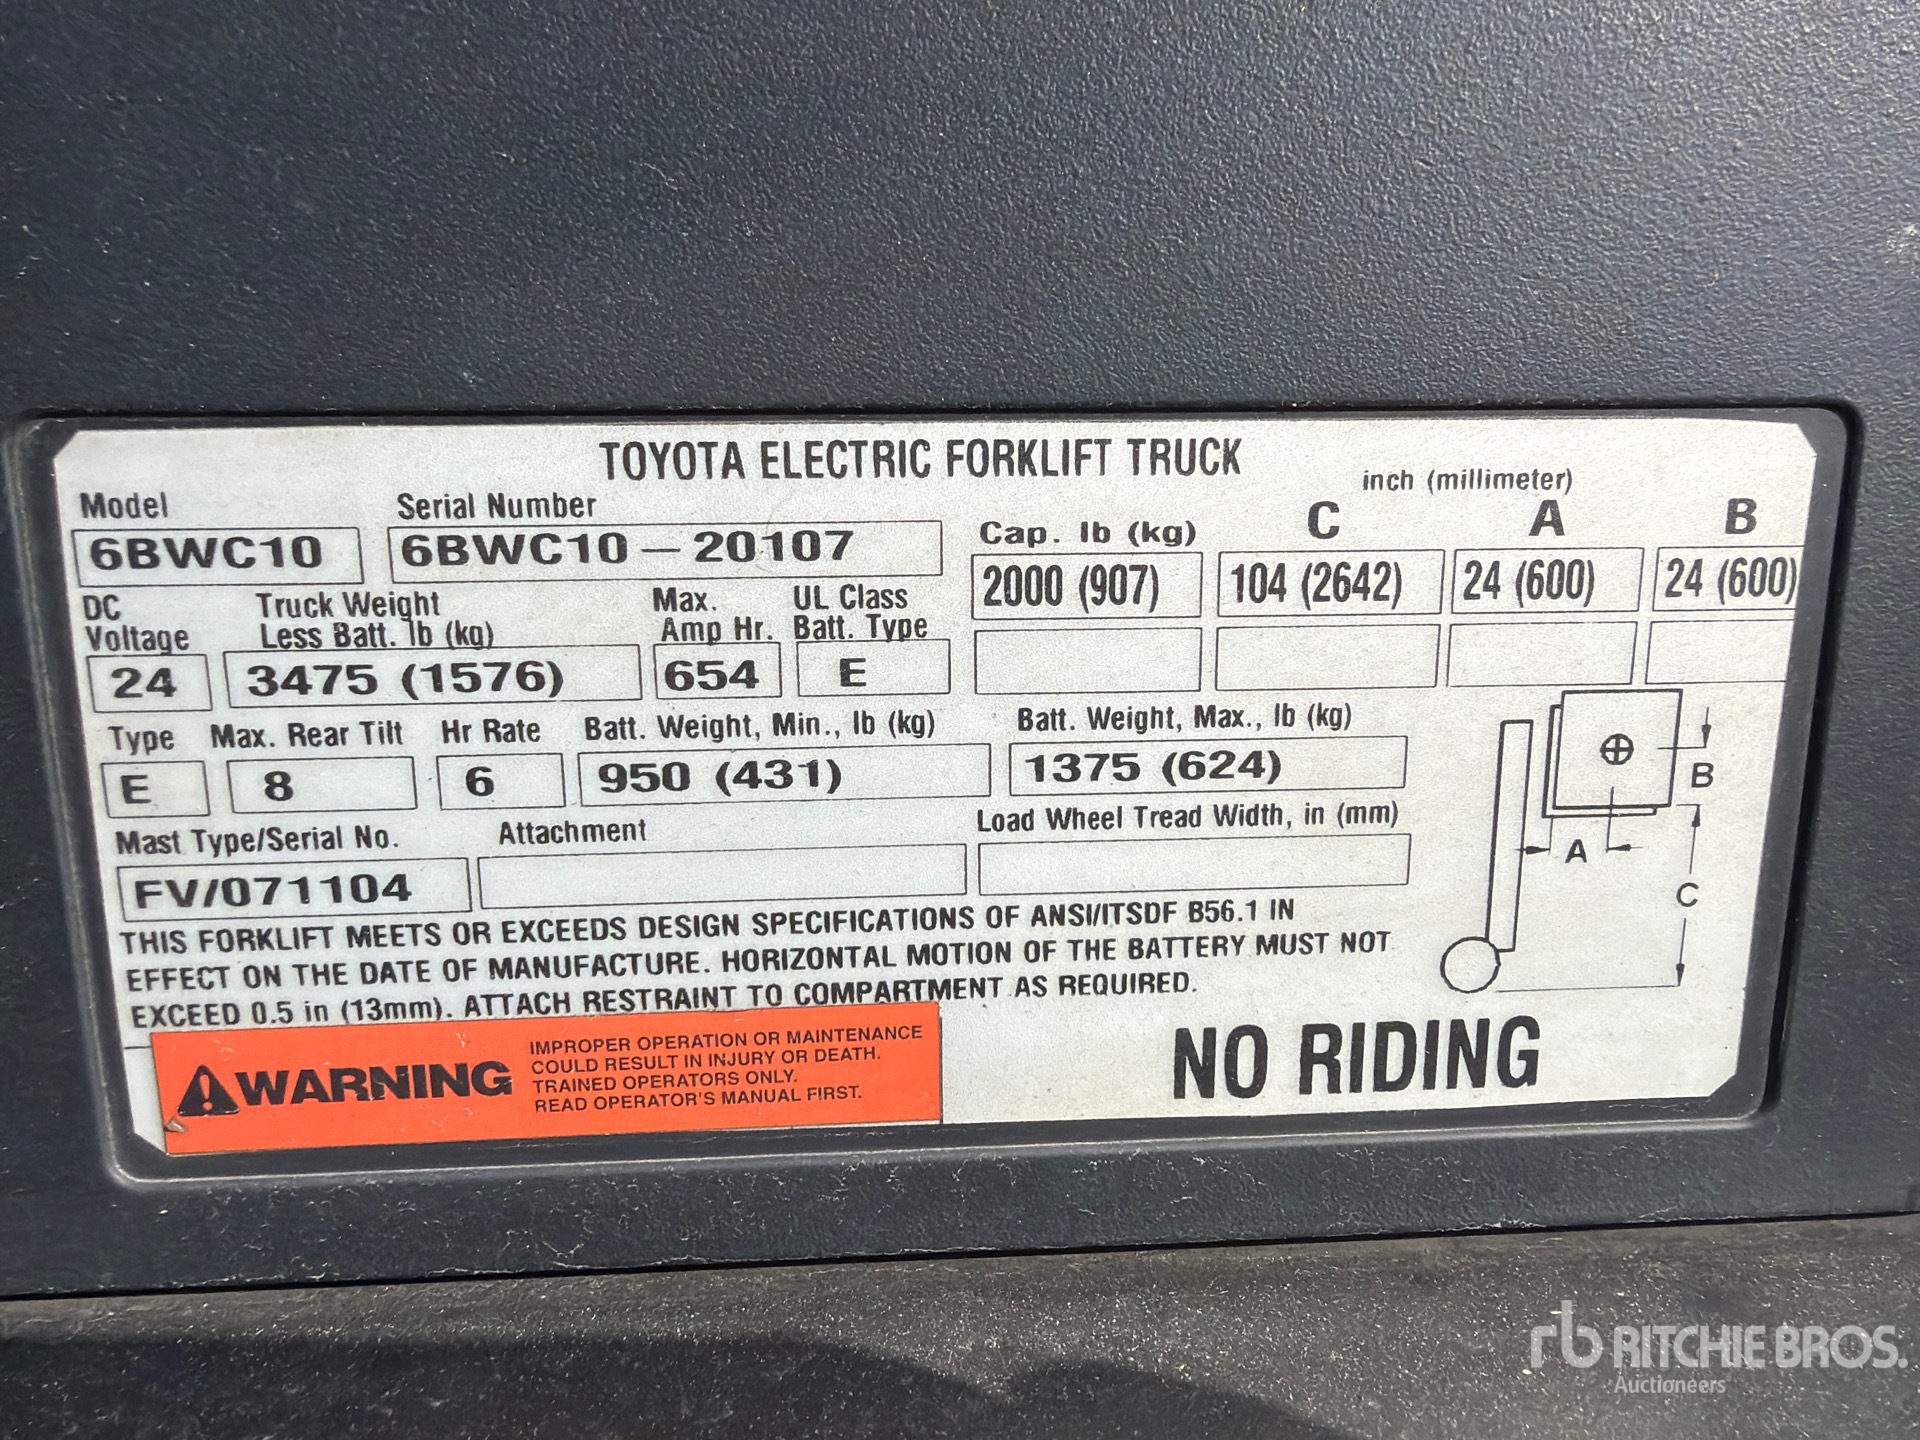 TOYOTA ELECTRIC FORKLIFT TRUCK
inch (millimeter)
Model Serial Number Cap. lb (kg) C A B
6BWC10 6BWC10 — 20107 2000 (907) 104 (2642) 24 (600) 24 (600)
DC Truck Weight Max. UL Class
Voltage Less Batt. lb (kg) Amp Hr. Batt. Type
24 3475 (1576) 654 E
Type Max. Rear Tilt Hr Rate Batt. Weight, Min., lb (kg) Batt. Weight, Max., lb (kg)
E 8 6 950 (431) 1375 (624)
Mast Type/Serial No. Attachment Load Wheel Tread Width, in (mm)
FV/071104
B
A
C
THIS FORKLIFT MEETS OR EXCEEDS DESIGN SPECIFICATIONS OF ANSI/ITSDF B56.1 IN
EFFECT ON THE DATE OF MANUFACTURE. HORIZONTAL MOTION OF THE BATTERY MUST NOT
EXCEED 0.5 in (13mm). ATTACH RESTRAINT TO COMPARTMENT AS REQUIRED.
WARNING
IMPROPER OPERATION OR MAINTENANCE
COULD RESULT IN INJURY OR DEATH.
TRAINED OPERATORS ONLY.
READ OPERATOR'S MANUAL FIRST.
NO RIDING
rb RITCHIE BROS.
Auctioneers